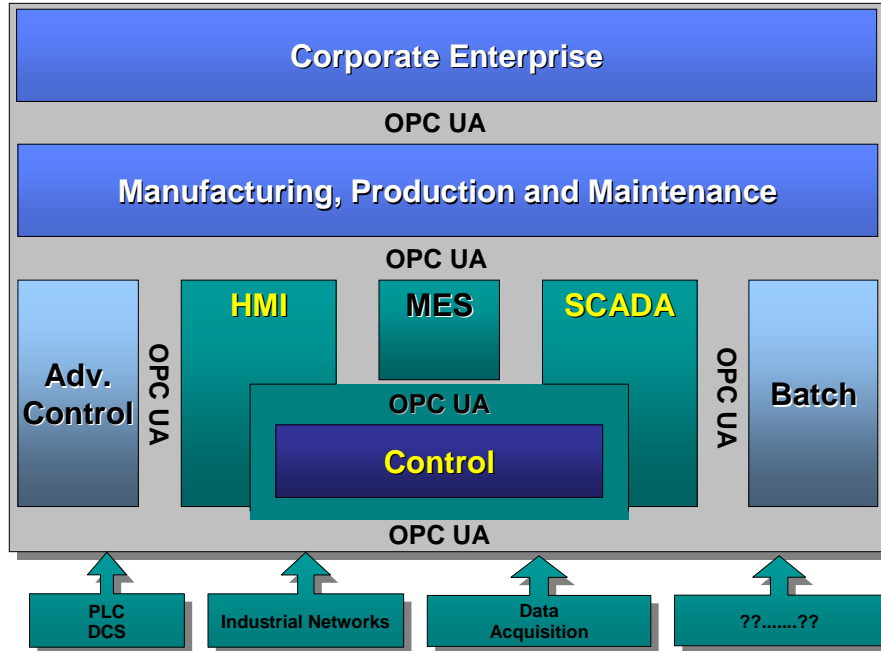 Corporate Enterprise
OPC UA
Manufacturing, Production and Maintenance
OPC UA
HMI
MES
SCADA
Adv.
Control
OPC UA
OPC UA
Control
OPC UA
Batch
OPC UA
PLC
DCS
Industrial Networks
Data
Acquisition
??.......??